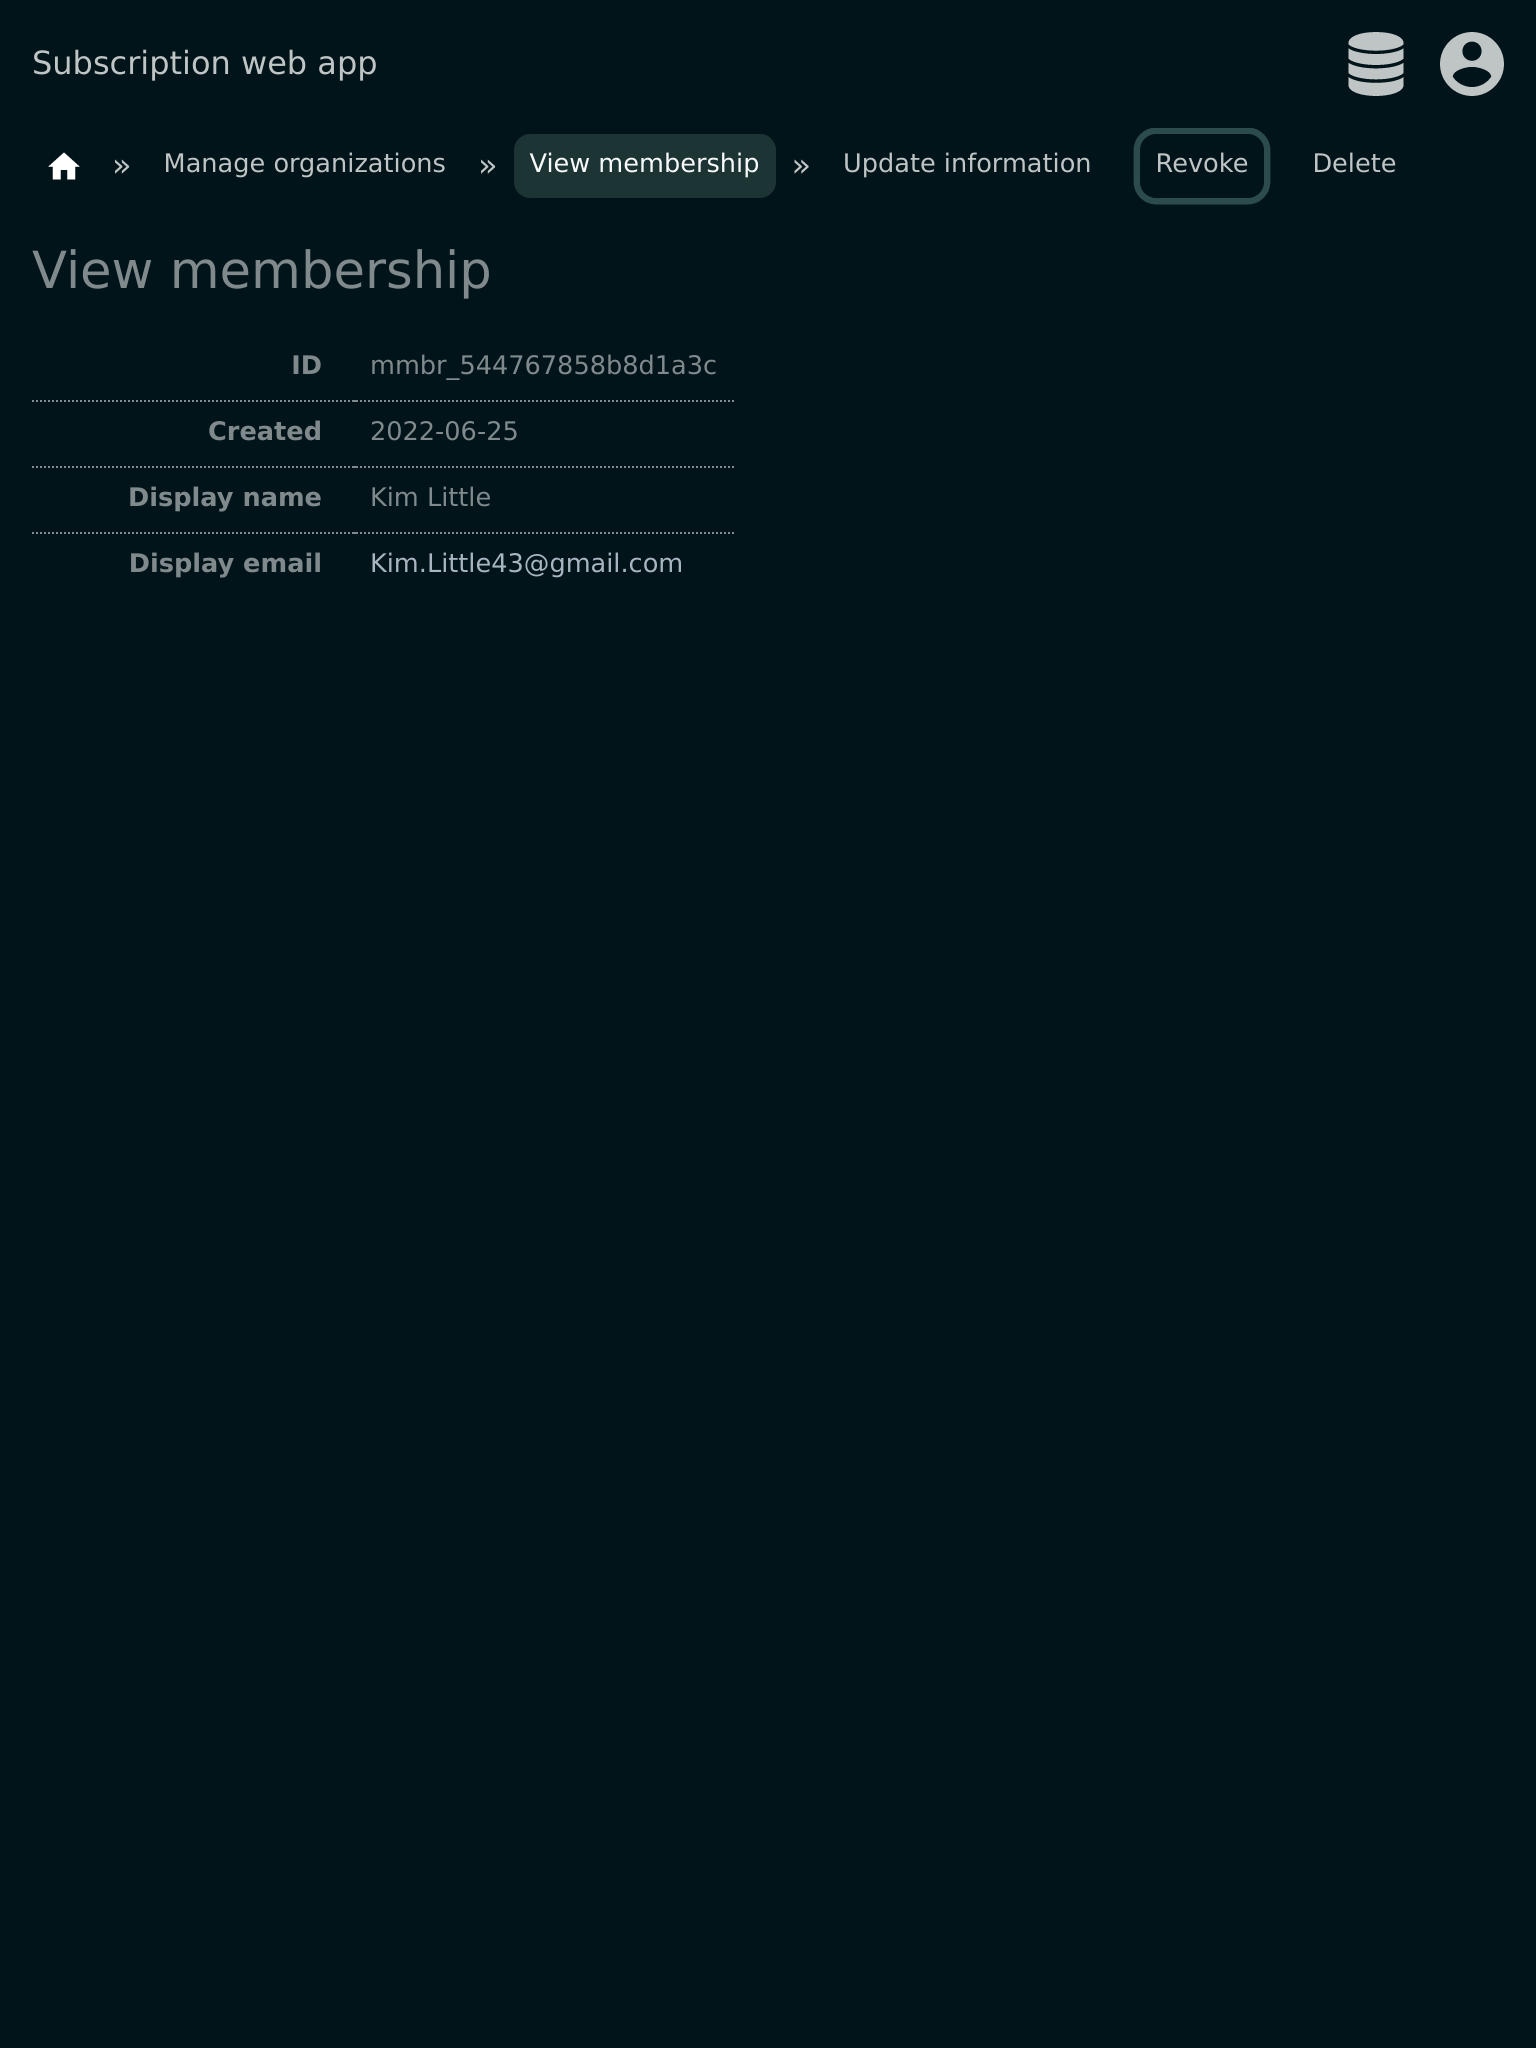 Subscription web app
» Manage organizations » View membership » Update information Revoke Delete
View membership
ID mmbr_544767858b8d1a3c
Created 2022-06-25
Display name Kim Little
Display email Kim.Little43@gmail.com